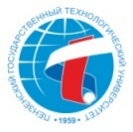 ПЕНЗЕНСКИЙ ГОСУДАРСТВЕННЫЙ ТЕХНОЛОГИЧЕСКИЙ УНИВЕРСИТЕТ
• 1959 •